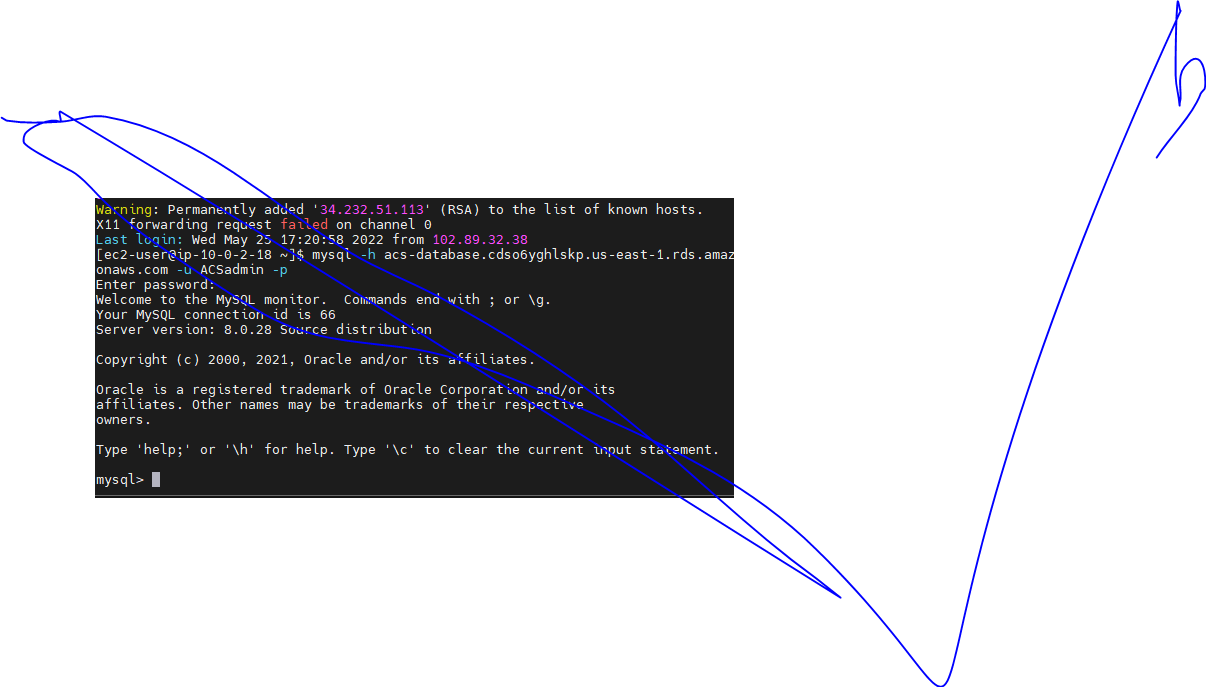 Warning: Permanently added '34.232.51.113' (RSA) to the list of known hosts.
X11 forwarding request failed on channel 0
Last login: Wed May 25 17:20:58 2022 from 102.89.32.38
[ec2-user@ip-10-0-2-18 ~]$ mysql -h acs-database.cdso6yghlskp.us-east-1.rds.amaz
onaws.com -u ACSadmin -p
Enter password:
Welcome to the MySQL monitor.  Commands end with ; or \g.
Your MySQL connection id is 66
Server version: 8.0.28 Source distribution
Copyright (c) 2000, 2021, Oracle and/or its affiliates.
Oracle is a registered trademark of Oracle Corporation and/or its
affiliates. Other names may be trademarks of their respective
owners.
Type 'help;' or '\h' for help. Type '\c' to clear the current input statement.
mysql>